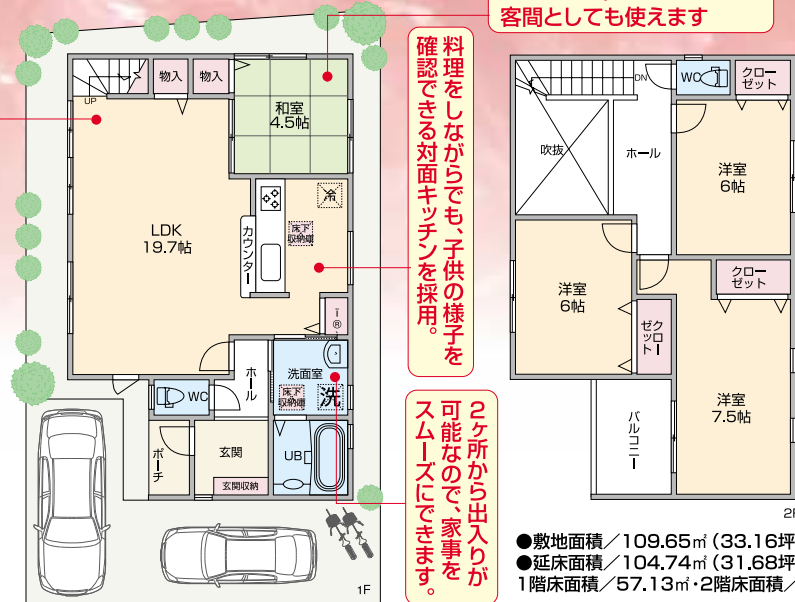 客間としても使えます
料理をしながらでも、子供の様子を
確認できる対面キッチンを採用。
2ヶ所から出入りが
可能なので、家事を
スムーズにできます。
物入
物入
UP
和室
4.5帖
LDK
19.7帖
カウンター
冷
床下
収納庫
ホール
洗面室
床下
収納庫
洗
WC
ポーチ
玄関
玄関収納
UB
1F
DN
WC
クロー
ゼット
吹抜
ホール
洋室
6帖
洋室
6帖
クロー
ゼット
クロー
ゼット
洋室
7.5帖
バルコニー
●敷地面積／109.65㎡（33.16坪
●延床面積／104.74㎡（31.68坪
1階床面積／57.13㎡・2階床面積／